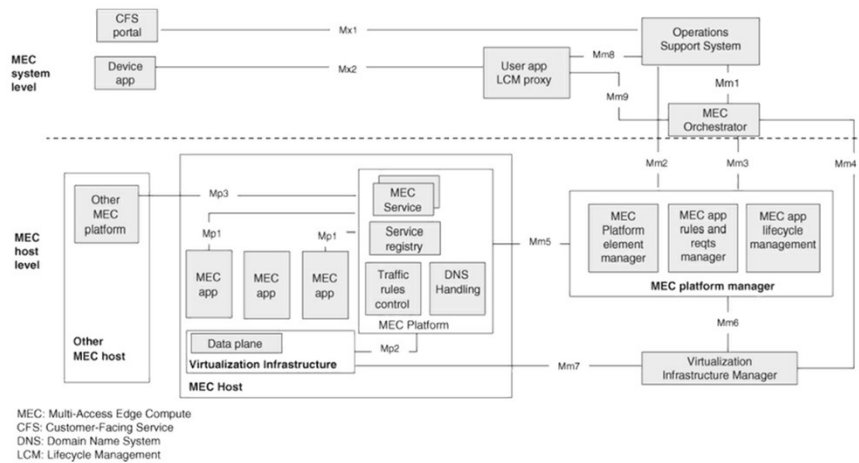 CFS
portal
Mx1
Operations
Support System
MEC
system
level
Device
app
Mx2
User app
LCM proxy
Mm8
Mm9
Mm1
MEC
Orchestrator
Mm2
Mm3
Mm4
MEC
host
level
Other
MEC
platform
Mp3
MEC
Service
Mp1
Mp1
Service
registry
MEC
app
MEC
app
MEC
app
Traffic
rules
control
DNS
Handling
MEC Platform
Mm5
MEC
Platform
element
manager
MEC app
rules and
reqts
manager
MEC app
lifecycle
management
MEC platform manager
Mm6
Other
MEC host
Data plane
Virtualization Infrastructure
Mp2
MEC Host
Mm7
Virtualization
Infrastructure Manager
MEC: Multi-Access Edge Compute
CFS: Customer-Facing Service
DNS: Domain Name System
LCM: Lifecycle Management